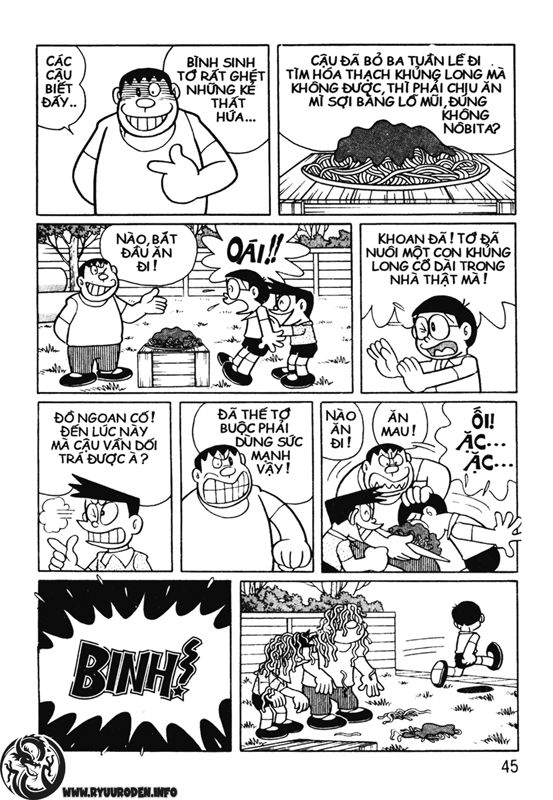 CÁC
CẬU
BIẾT
ĐẤY..
BÌNH SINH
TỚ RẤT GHÉT
NHỮNG KẺ
THẤT
HỨA...
CẬU ĐÃ BỎ BA TUẦN LỄ ĐI
TÌM HÓA THẠCH KHỦNG LONG MÀ
KHÔNG ĐƯỢC, THÌ PHẢI CHỊU ĂN
MÌ SỢI BẰNG LỖ MŨI, ĐÚNG
KHÔNG
NÔBITA?
NÀO, BẮT
ĐẦU ĂN
ĐI !
OÁI!!
KHOAN ĐÃ! TỚ ĐÃ
NUÔI MỘT CON KHỦNG
LONG CỔ DÀI TRONG
NHÀ THẬT MÀ!
ĐỒ NGOAN CỐ!
ĐẾN LÚC NÀY
MÀ CẬU VẪN DỐI
TRÁ ĐƯỢC À?
ĐÃ THẾ TỚ
BUỘC PHẢI
DÙNG SỨC
MẠNH
VẬY!
NÀO
ĂN
ĐI !
ĂN
MAU!
ỐI!
ẶC...
ẶC...
BINH!
45
WWW.RYUURODEN.INFO